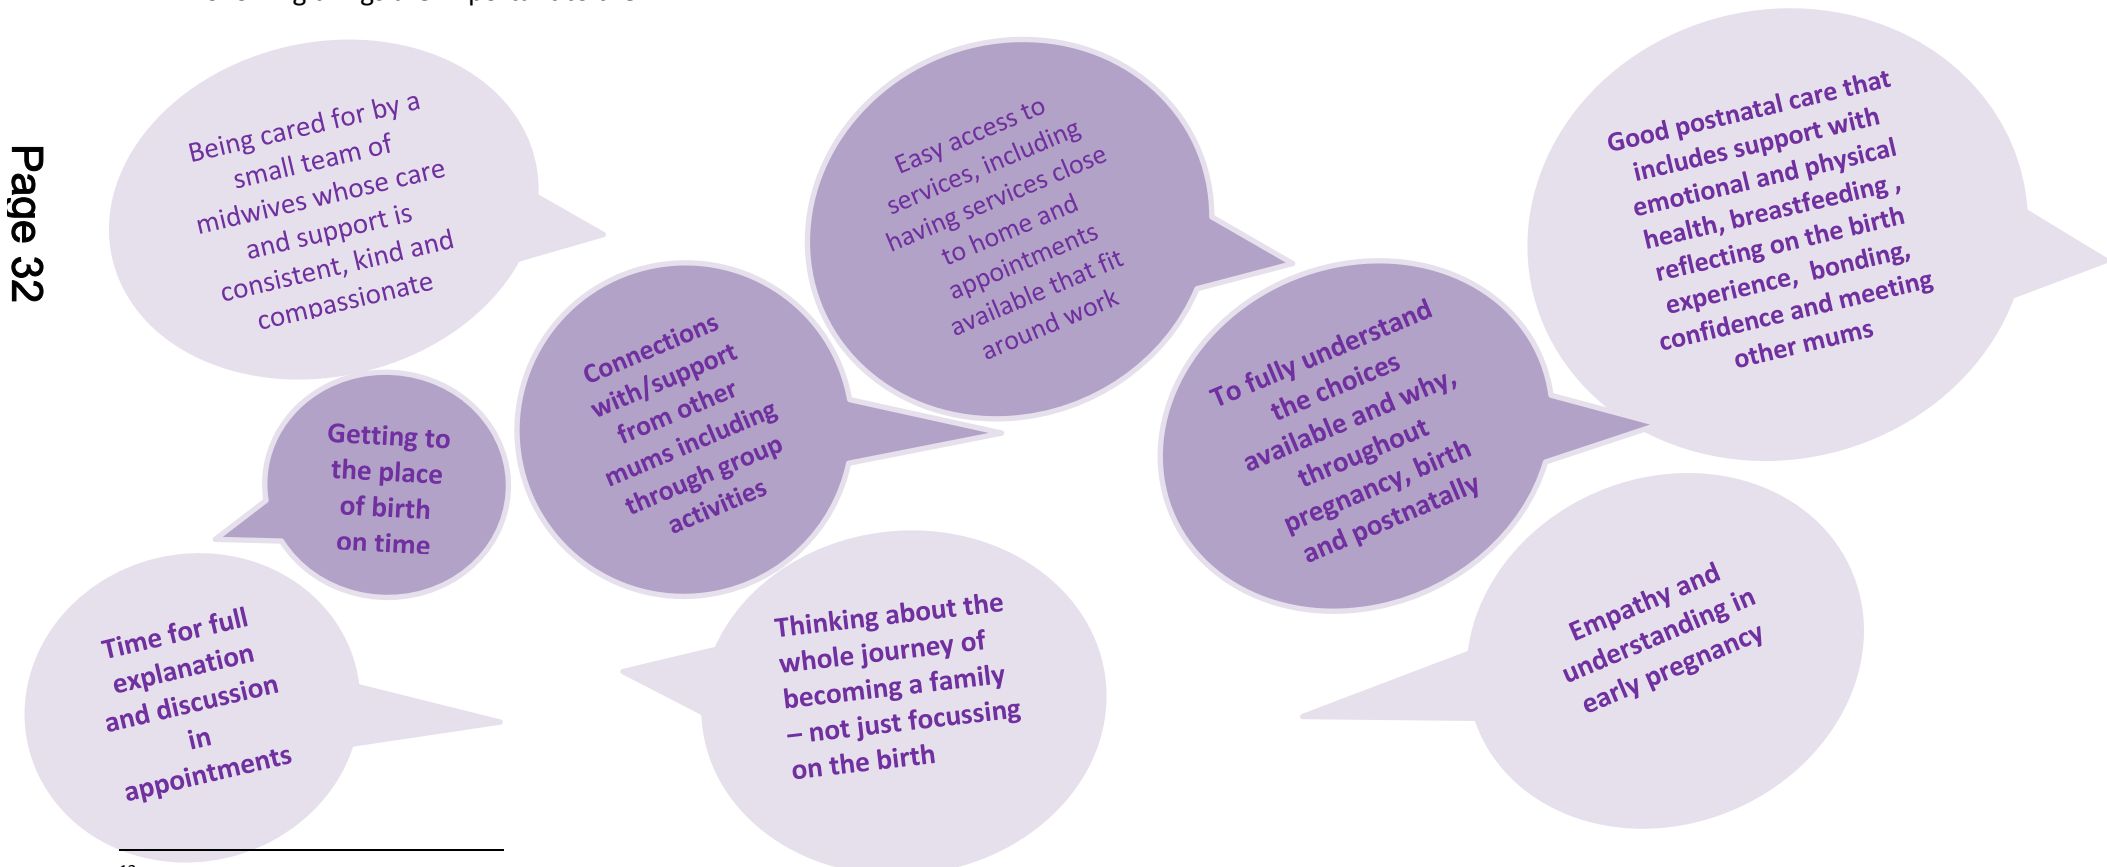 Page 32
Being cared for by a
small team of
midwives whose care
and support is
consistent, kind and
compassionate
Easy access to
services, including
having services close
to home and
appointments
available that fit
around work
Good postnatal care that
includes support with
emotional and physical
health, breastfeeding ,
reflecting on the birth
experience, bonding,
confidence and meeting
other mums
Getting to
the place
of birth
on time
Connections
with/support
from other
mums including
through group
activities
To fully understand
the choices
available and why,
throughout
pregnancy, birth
and postnatally
Time for full
explanation
and discussion
in
appointments
Thinking about the
whole journey of
becoming a family
– not just focussing
on the birth
Empathy and
understanding in
early pregnancy